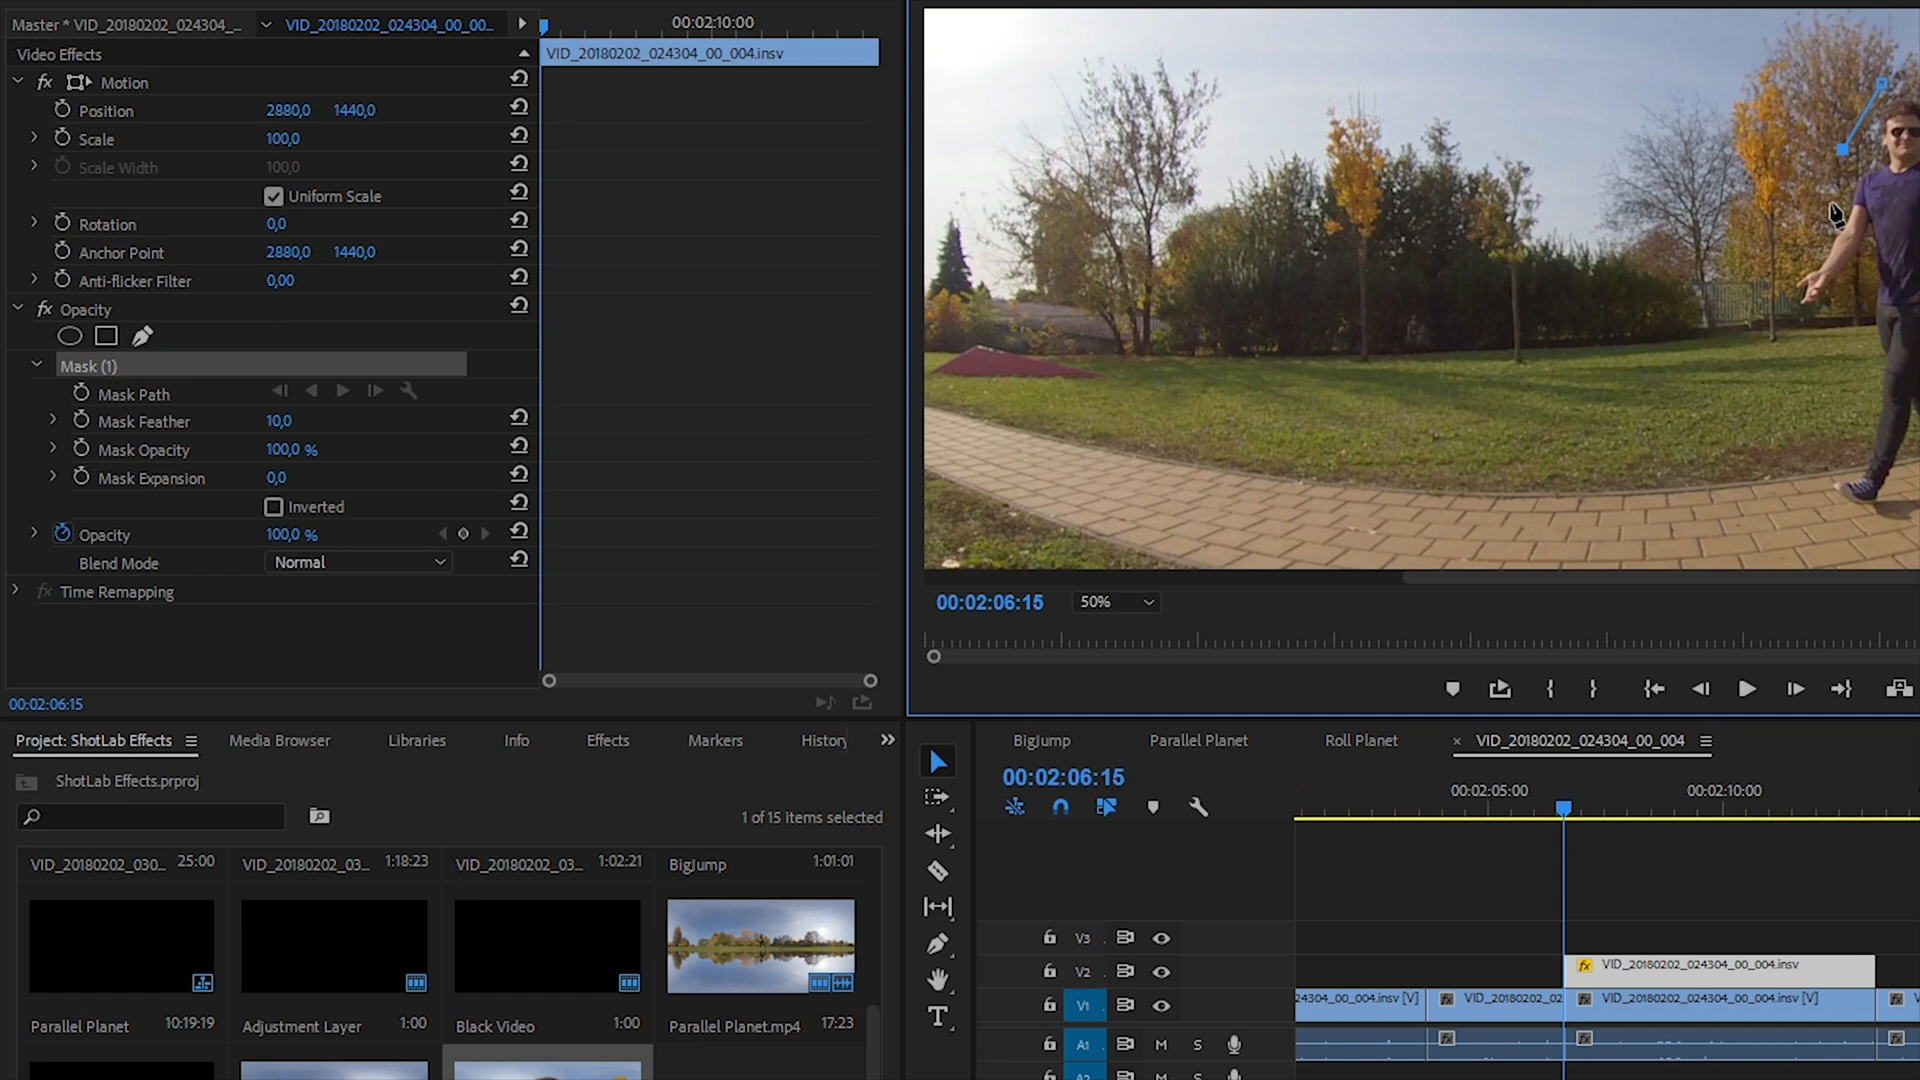 Master * VID_20180202_024304_...
VID_20180202_024304_00_00...
00:02:10:00
Video Effects
VID_20180202_024304_00_004.insv
fx Motion
Position 2880,0 1440,0
Scale 100,0
Scale Width 100,0
Uniform Scale
Rotation 0,0
Anchor Point 2880,0 1440,0
Anti-flicker Filter 0,00
fx Opacity
Mask (1)
Mask Path
Mask Feather 10,0
Mask Opacity 100,0 %
Mask Expansion 0,0
Inverted
Opacity 100,0 %
Blend Mode Normal
fx Time Remapping
00:02:06:15
00:02:06:15 50%
Project: ShotLab Effects
Media Browser
Libraries
Info
Effects
Markers
History
ShotLab Effects.prproj
1 of 15 items selected
VID_20180202_030... 25:00
VID_20180202_03... 1:18:23
VID_20180202_03... 1:02:21
BigJump 1:01:01
Parallel Planet 10:19:19
Adjustment Layer 1:00
Black Video 1:00
Parallel Planet.mp4 17:23
BigJump
Parallel Planet
Roll Planet
× VID_20180202_024304_00_004
00:02:06:15
00:02:05:00
00:02:10:00
V3
V2
fx VID_20180202_024304_00_004.insv
V1
24304_00_004.insv [V]
fx VID_20180202_02
fx VID_20180202_024304_00_004.insv [V]
fx V
A1 M S
fx
fx
fx
A2 M S
T